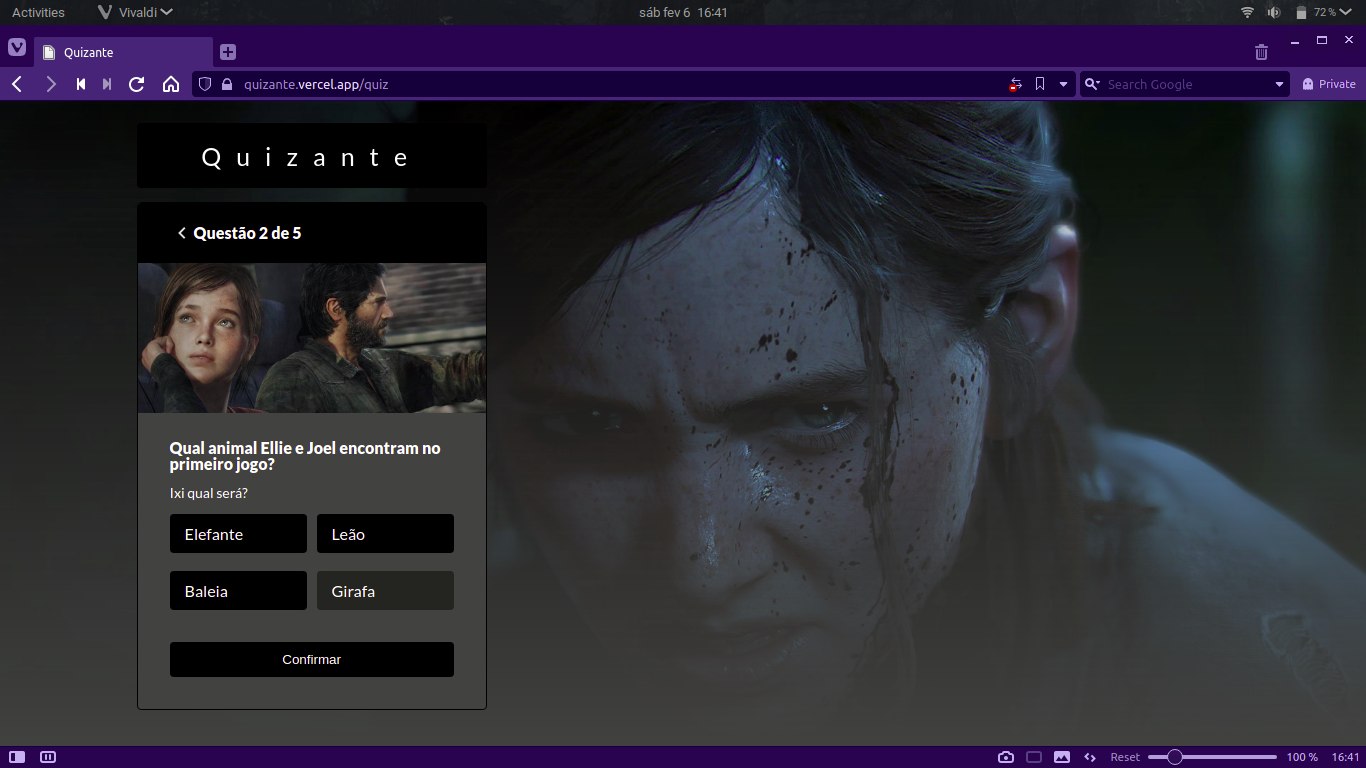 Activities
Vivaldi
sáb fev 6 16:41
72 %
Quizante
quizante.vercel.app/quiz
Search Google
Private
Quizante
Questão 2 de 5
Qual animal Ellie e Joel encontram no
primeiro jogo?
Ixi qual será?
Elefante
Leão
Baleia
Girafa
Confirmar
Reset
100 %
16:41